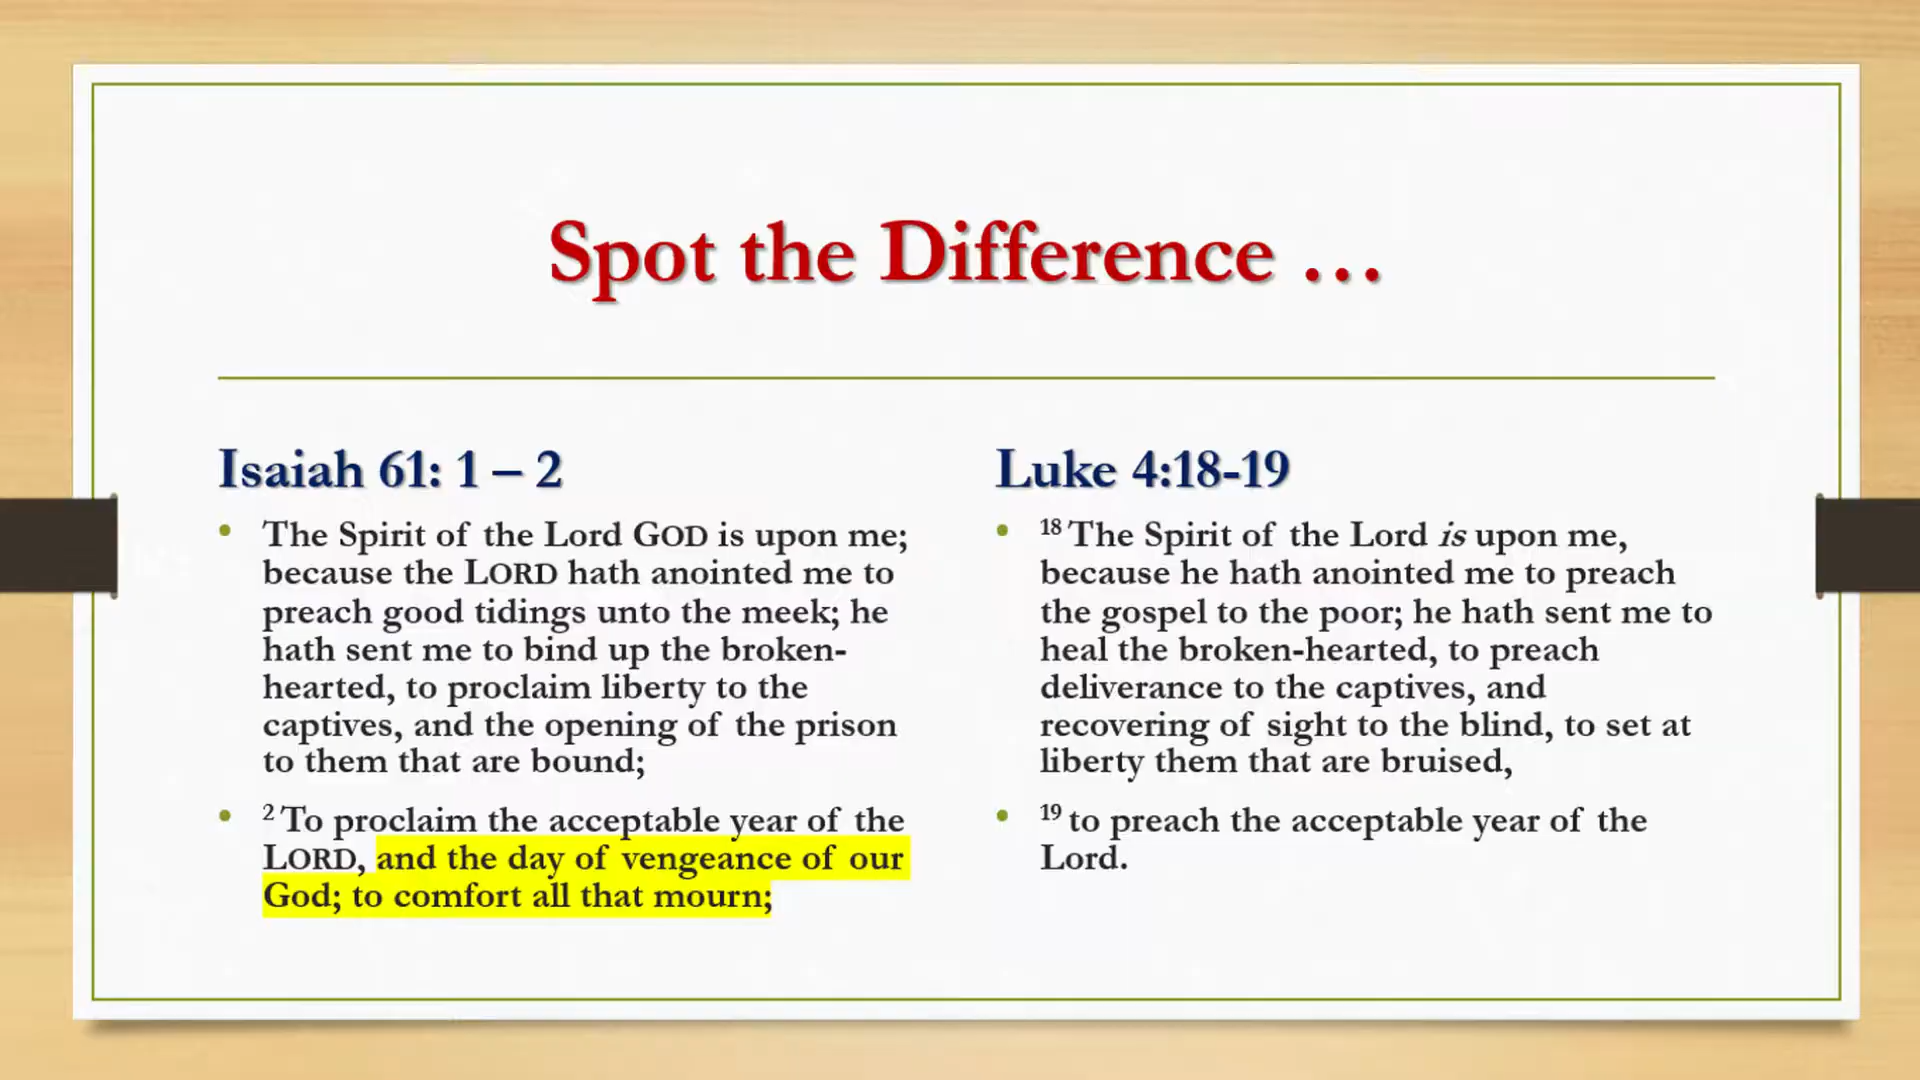 Spot the Difference …
Isaiah 61: 1 – 2
• The Spirit of the Lord GOD is upon me;
because the LORD hath anointed me to
preach good tidings unto the meek; he
hath sent me to bind up the broken-
hearted, to proclaim liberty to the
captives, and the opening of the prison
to them that are bound;
• 2 To proclaim the acceptable year of the
LORD, and the day of vengeance of our
God; to comfort all that mourn;
Luke 4:18-19
• 18 The Spirit of the Lord is upon me,
because he hath anointed me to preach
the gospel to the poor; he hath sent me to
heal the broken-hearted, to preach
deliverance to the captives, and
recovering of sight to the blind, to set at
liberty them that are bruised,
• 19 to preach the acceptable year of the
Lord.